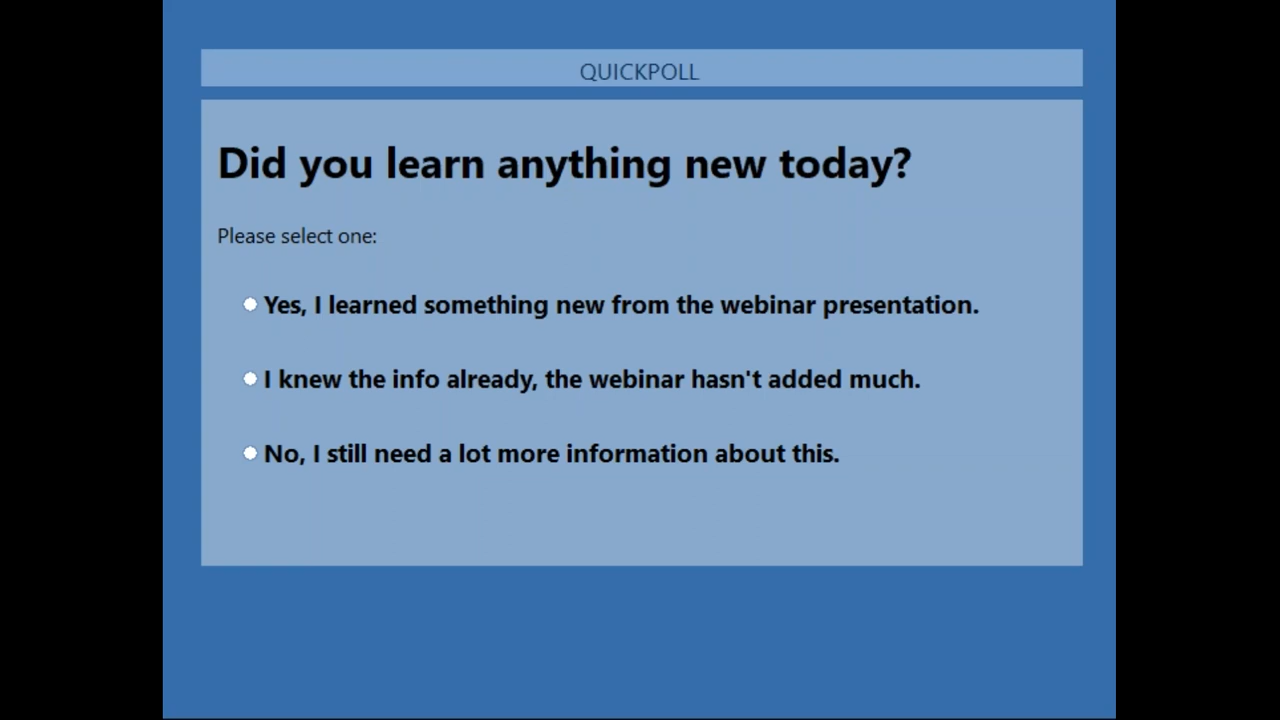 QUICKPOLL
Did you learn anything new today?
Please select one:
Yes, I learned something new from the webinar presentation.
I knew the info already, the webinar hasn't added much.
No, I still need a lot more information about this.